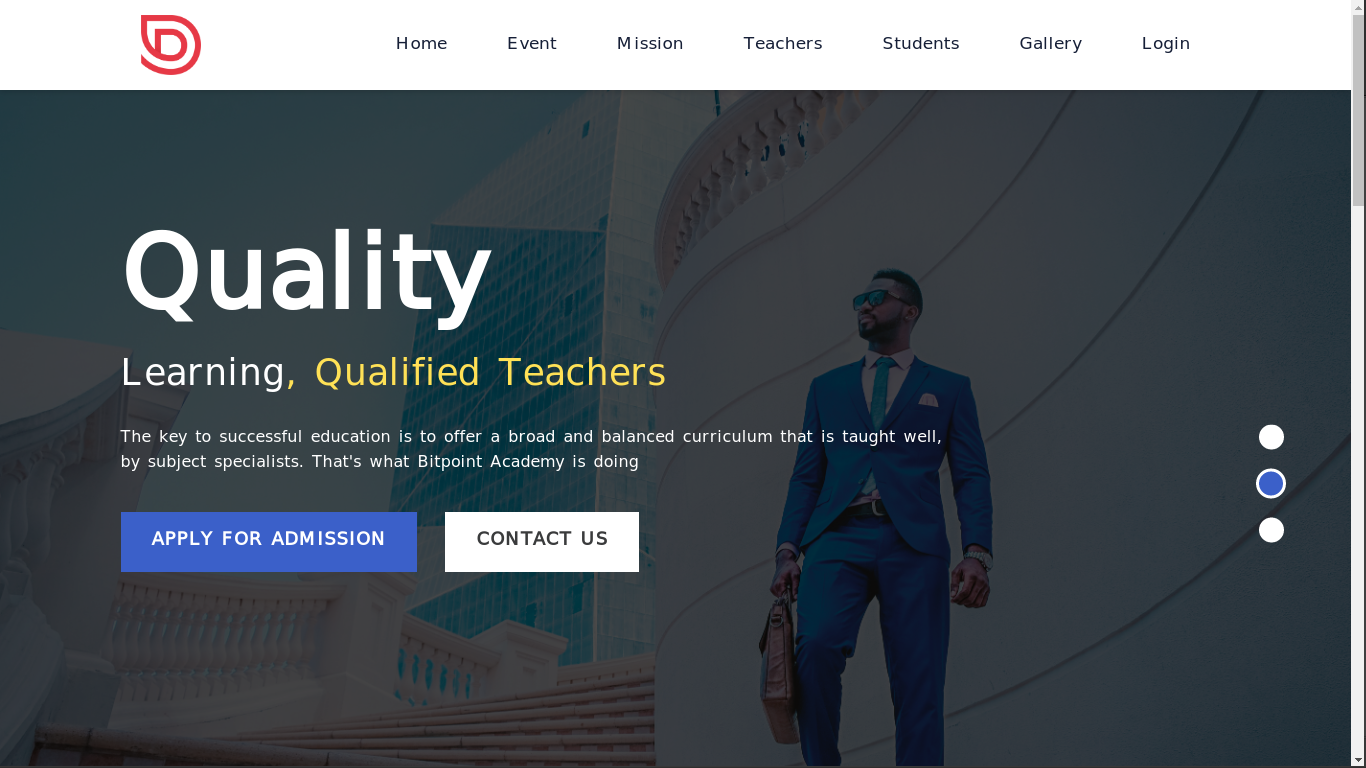 Home Event Mission Teachers Students Gallery Login
Quality
Learning, Qualified Teachers
The key to successful education is to offer a broad and balanced curriculum that is taught well,
by subject specialists. That's what Bitpoint Academy is doing
APPLY FOR ADMISSION CONTACT US